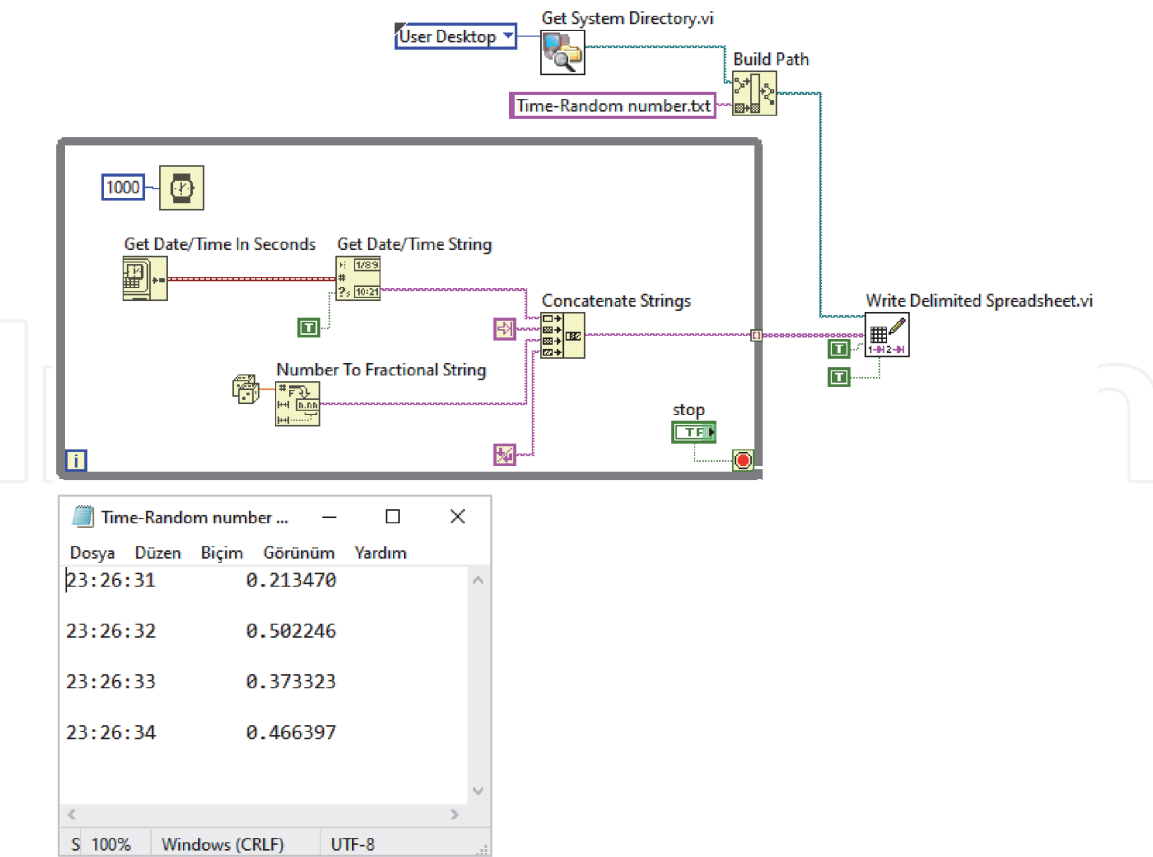 Get System Directory.vi
User Desktop
Build Path
Time-Random number.txt
1000
Get Date/Time In Seconds
Get Date/Time String
1/89
#
?s 10:21
T
Concatenate Strings
Write Delimited Spreadsheet.vi
1 2
T
T
Number To Fractional String
#
F
n.nn
stop
TF
i
Time-Random number ...
Dosya Düzen Biçim Görünüm Yardım
23:26:31 0.213470
23:26:32 0.502246
23:26:33 0.373323
23:26:34 0.466397
S 100% Windows (CRLF) UTF-8